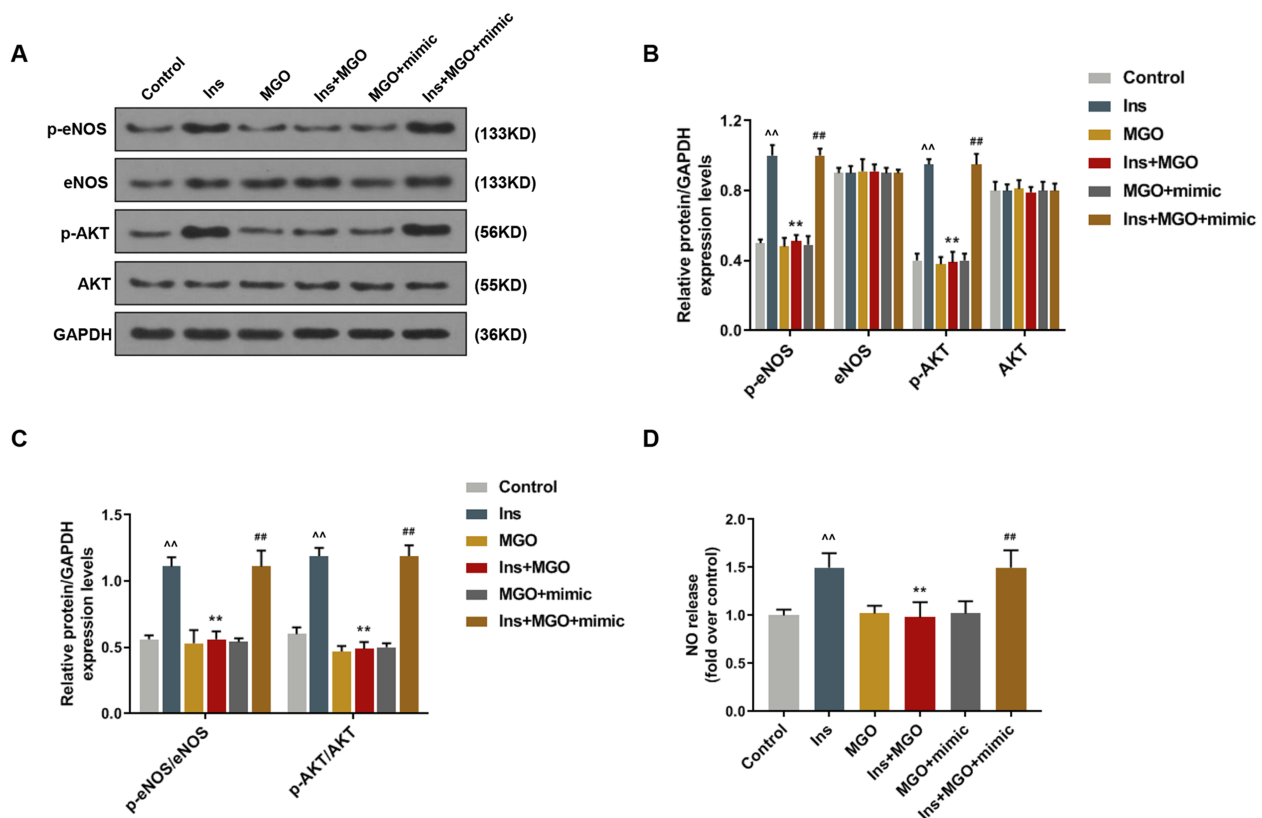 A
Control
Ins
MGO
Ins+MGO
MGO+mimic
Ins+MGO+mimic
p-eNOS
(133KD)
eNOS
(133KD)
p-AKT
(56KD)
AKT
(55KD)
GAPDH
(36KD)
B
Control
Ins
MGO
Ins+MGO
MGO+mimic
Ins+MGO+mimic
Relative protein/GAPDH
expression levels
1.2
0.8
0.4
0.0
^^
**
##
^^
**
##
p-eNOS
eNOS
p-AKT
AKT
C
Control
Ins
MGO
Ins+MGO
MGO+mimic
Ins+MGO+mimic
Relative protein/GAPDH
expression levels
1.5
1.0
0.5
0.0
^^
**
##
^^
**
##
p-eNOS/eNOS
p-AKT/AKT
D
NO release
(fold over control)
2.0
1.5
1.0
0.5
0.0
^^
**
##
Control
Ins
MGO
Ins+MGO
MGO+mimic
Ins+MGO+mimic